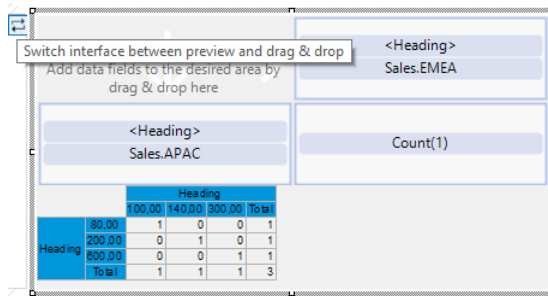 <Heading>
Sales.EMEA
Switch interface between preview and drag & drop
Add data fields to the desired area by
drag & drop here
<Heading>
Sales.APAC
Count(1)
Heading
100,00 140,00 300,00 Total
80,00 1 0 0 1
200,00 0 1 0 1
Heading
600,00 0 0 1 1
Total 1 1 1 3